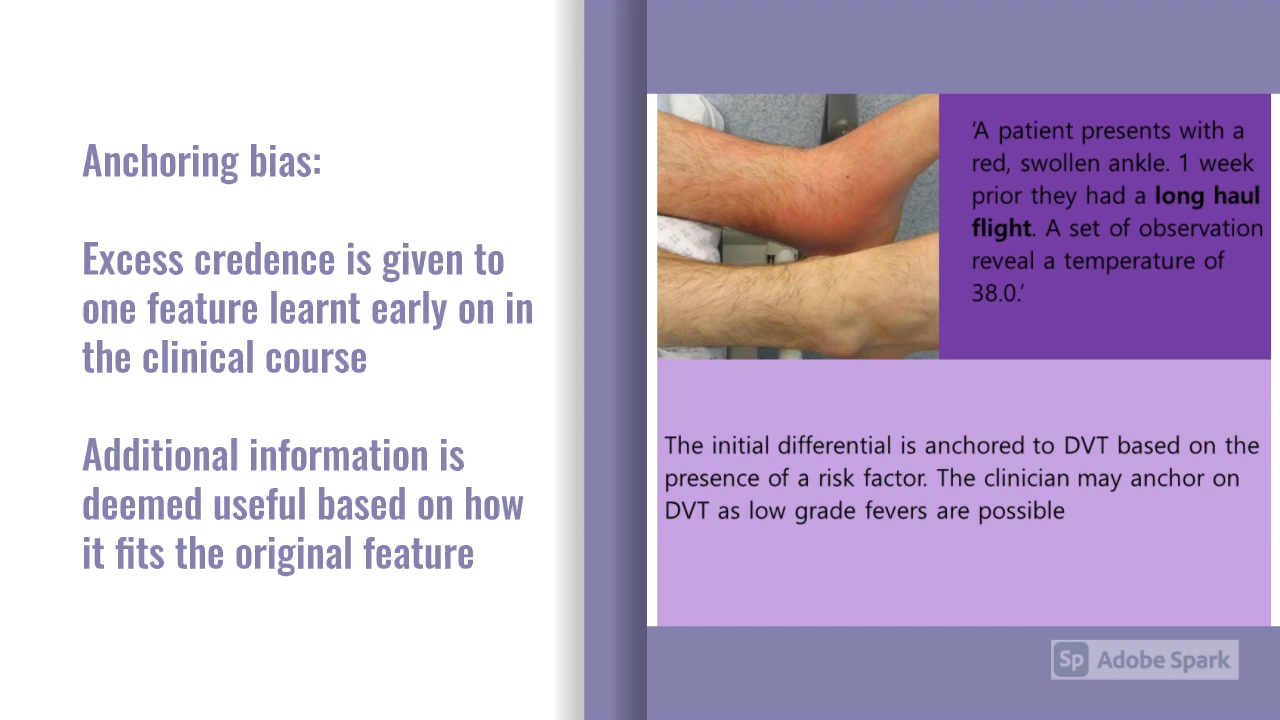 Anchoring bias:
Excess credence is given to
one feature learnt early on in
the clinical course
Additional information is
deemed useful based on how
it fits the original feature
'A patient presents with a
red, swollen ankle. 1 week
prior they had a long haul
flight. A set of observation
reveal a temperature of
38.0.'
The initial differential is anchored to DVT based on the
presence of a risk factor. The clinician may anchor on
DVT as low grade fevers are possible
Sp Adobe Spark